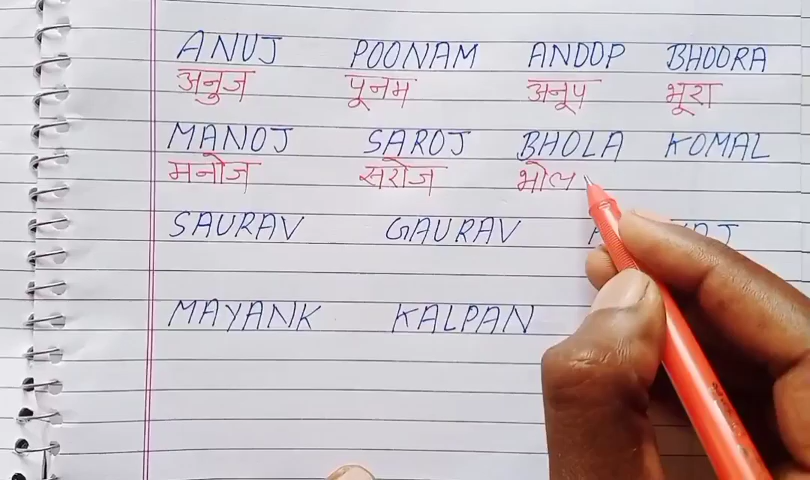 ANUJ POONAM ANOOP BHOORA
अनुज पूनम अनूप भूरा
MANOJ SAROJ BHOLA KOMAL
मनोज सरोज भोल
SAURAV GAURAV
MAYANK KALPAN